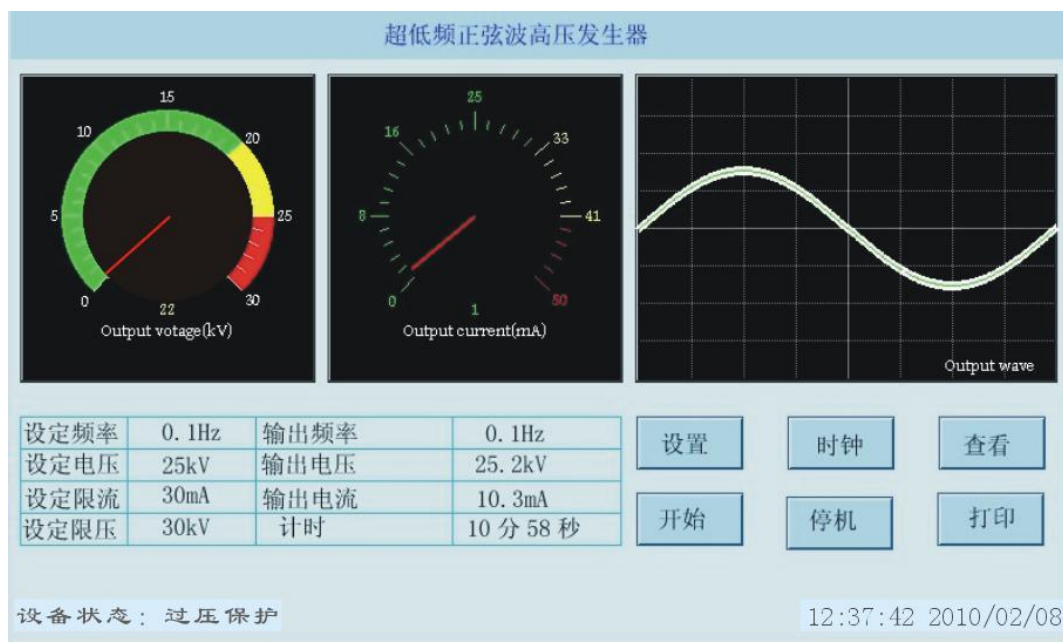 超低频正弦波高压发生器
0 5 10 15 20 25 30
22
Output votage(kV)
0 8 16 25 33 41 50
1
Output current(mA)
Output wave
设定频率 0.1Hz 输出频率 0.1Hz
设定电压 25kV 输出电压 25.2kV
设定限流 30mA 输出电流 10.3mA
设定限压 30kV 计时 10分58秒
设置 时钟 查看
开始 停机 打印
设备状态：过压保护
12:37:42 2010/02/08